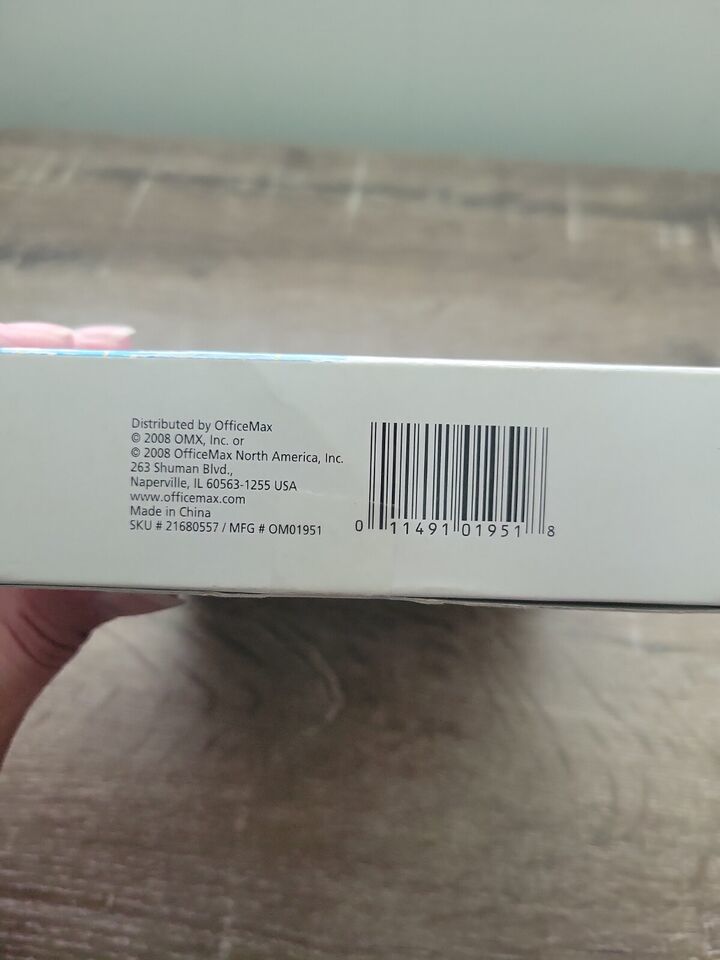 Distributed by OfficeMax
© 2008 OMX, Inc. or
© 2008 OfficeMax North America, Inc.
263 Shuman Blvd.,
Naperville, IL 60563-1255 USA
www.officemax.com
Made in China
SKU # 21680557 / MFG # OM01951
0 11491 01951 8